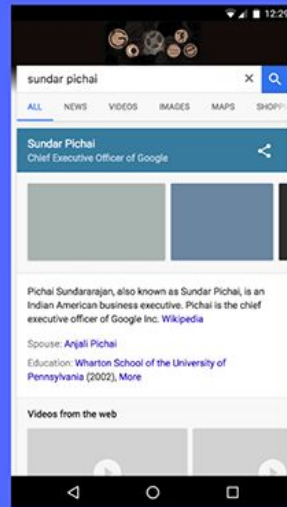 12:29
sundar pichai
ALL NEWS VIDEOS IMAGES MAPS SHOPP
Sundar Pichai
Chief Executive Officer of Google
Pichai Sundararajan, also known as Sundar Pichai, is an
Indian American business executive. Pichai is the chief
executive officer of Google Inc. Wikipedia
Spouse: Anjali Pichai
Education: Wharton School of the University of
Pennsylvania (2002), More
Videos from the web